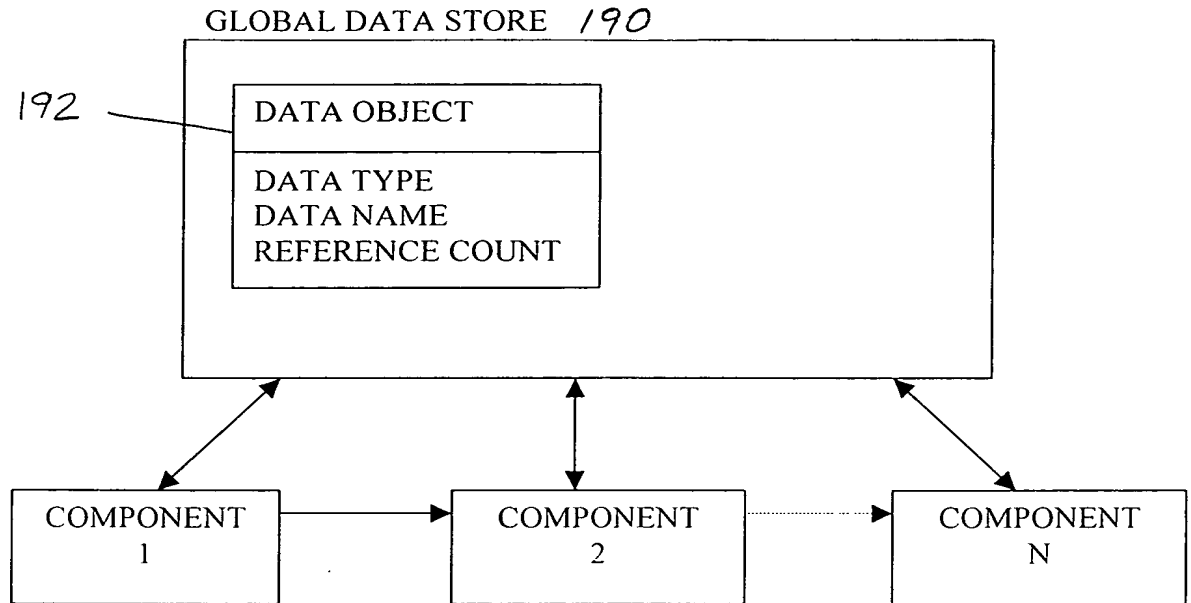 GLOBAL DATA STORE 190
192
DATA OBJECT
DATA TYPE
DATA NAME
REFERENCE COUNT
COMPONENT
1
COMPONENT
2
COMPONENT
N